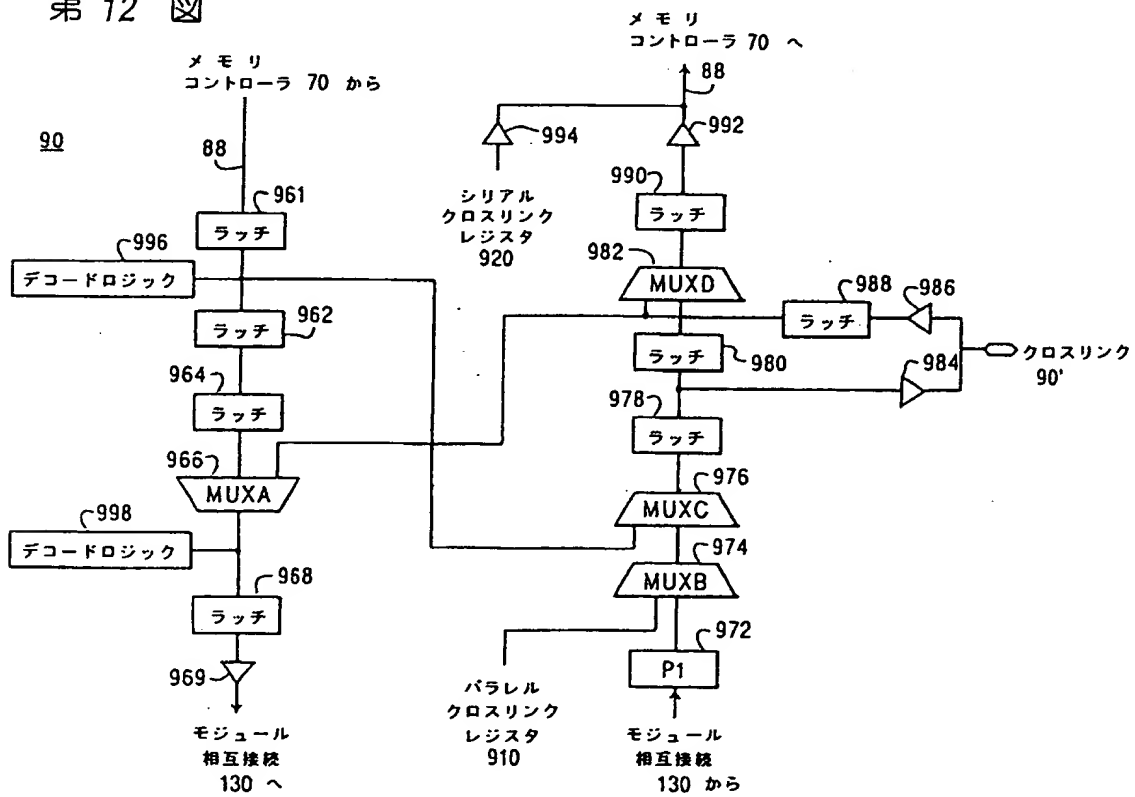 第 12 図
メモリ
コントローラ 70 から
90
88
961
ラッチ
996
デコードロジック
ラッチ
962
964
ラッチ
966
MUXA
998
デコードロジック
968
ラッチ
969
モジュール
相互接続
130 へ
メモリ
コントローラ 70 へ
88
994
992
シリアル
クロスリンク
レジスタ
920
990
ラッチ
982
MUXD
988
ラッチ
986
ラッチ
980
984
クロスリンク
90'
978
ラッチ
976
MUXC
974
MUXB
972
P1
パラレル
クロスリンク
レジスタ
910
モジュール
相互接続
130 から